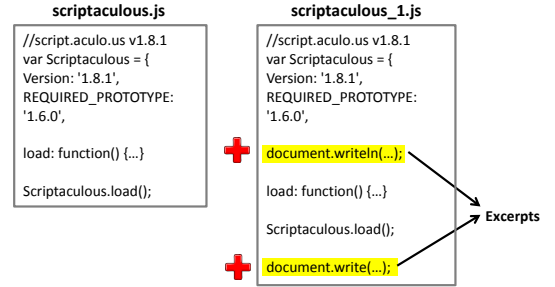 scriptaculous.js
//script.aculo.us v1.8.1
var Scriptaculous = {
Version: '1.8.1',
REQUIRED_PROTOTYPE:
'1.6.0',
load: function() {…}
Scriptaculous.load();
scriptaculous_1.js
//script.aculo.us v1.8.1
var Scriptaculous = {
Version: '1.8.1',
REQUIRED_PROTOTYPE:
'1.6.0',
document.writeln(…);
load: function() {…}
Scriptaculous.load();
document.write(…);
Excerpts